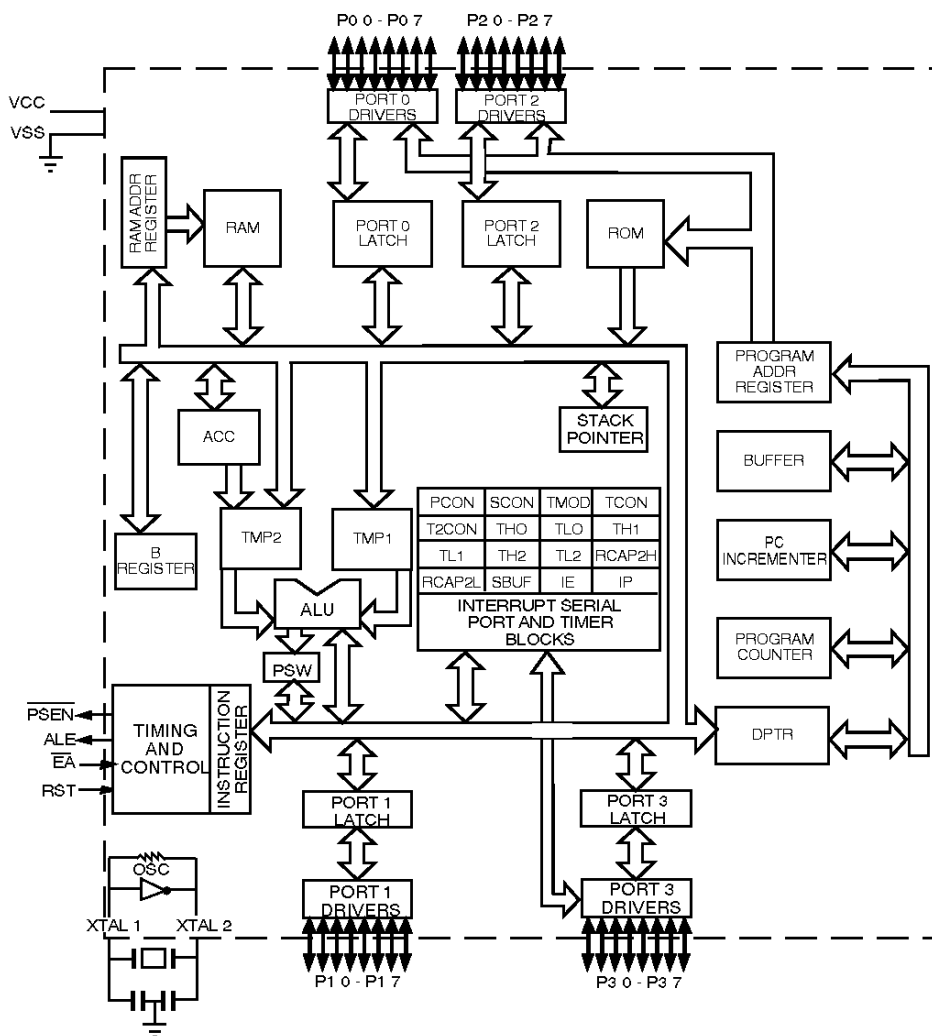 P0 0 - P0 7
P2 0 - P2 7
VCC
VSS
PORT 0
DRIVERS
PORT 2
DRIVERS
RAM ADDR
REGISTER
RAM
PORT 0
LATCH
PORT 2
LATCH
ROM
PROGRAM
ADDR
REGISTER
STACK
POINTER
ACC
BUFFER
PCON SCON TMOD TCON
T2CON THO TLO TH1
TL1 TH2 TL2 RCAP2H
RCAP2L SBUF IE IP
INTERRUPT SERIAL
PORT AND TIMER
BLOCKS
TMP2
TMP1
B
REGISTER
PC
INCREMENTER
ALU
PSW
PROGRAM
COUNTER
PSEN
ALE
EA
RST
TIMING
AND
CONTROL
INSTRUCTION
REGISTER
DPTR
PORT 1
LATCH
PORT 3
LATCH
OSC
XTAL 1
XTAL 2
PORT 1
DRIVERS
PORT 3
DRIVERS
P1 0 - P1 7
P3 0 - P3 7